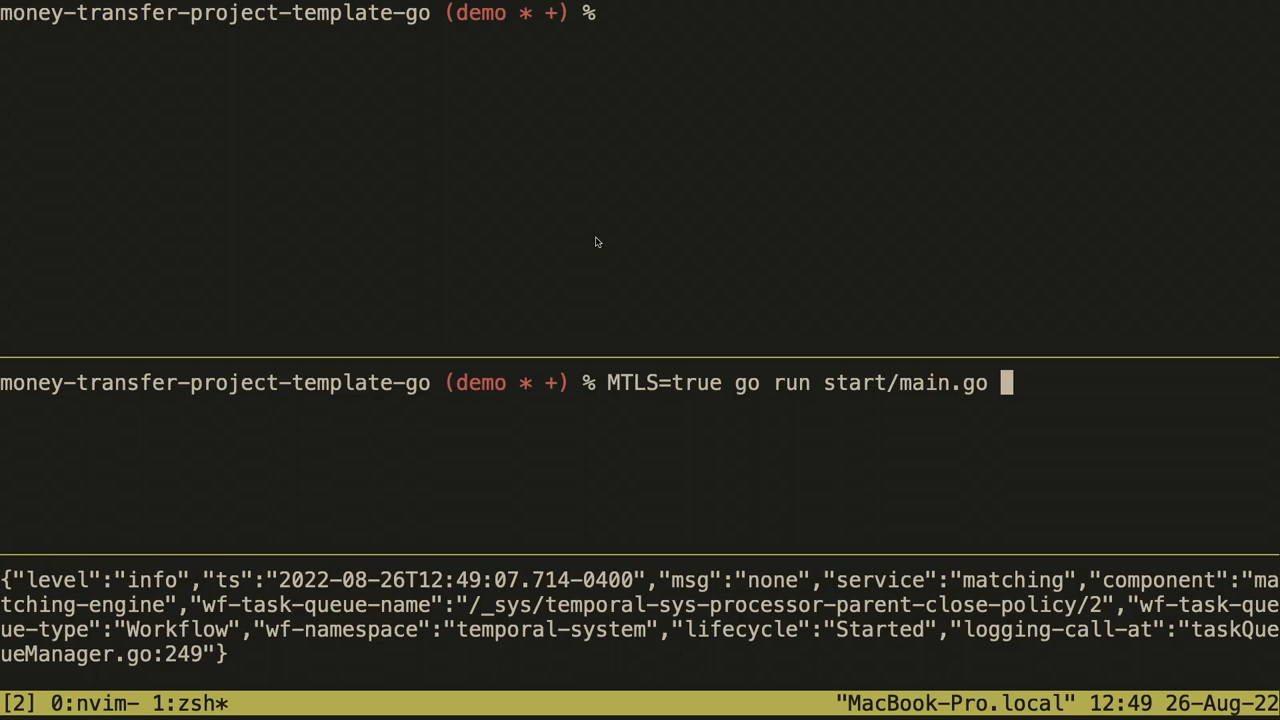 money-transfer-project-template-go (demo * +) %
money-transfer-project-template-go (demo * +) % MTLS=true go run start/main.go
{"level":"info","ts":"2022-08-26T12:49:07.714-0400","msg":"none","service":"matching","component":"ma
tching-engine","wf-task-queue-name":"/_sys/temporal-sys-processor-parent-close-policy/2","wf-task-que
ue-type":"Workflow","wf-namespace":"temporal-system","lifecycle":"Started","logging-call-at":"taskQue
ueManager.go:249"}
[2] 0:nvim- 1:zsh* "MacBook-Pro.local" 12:49 26-Aug-22